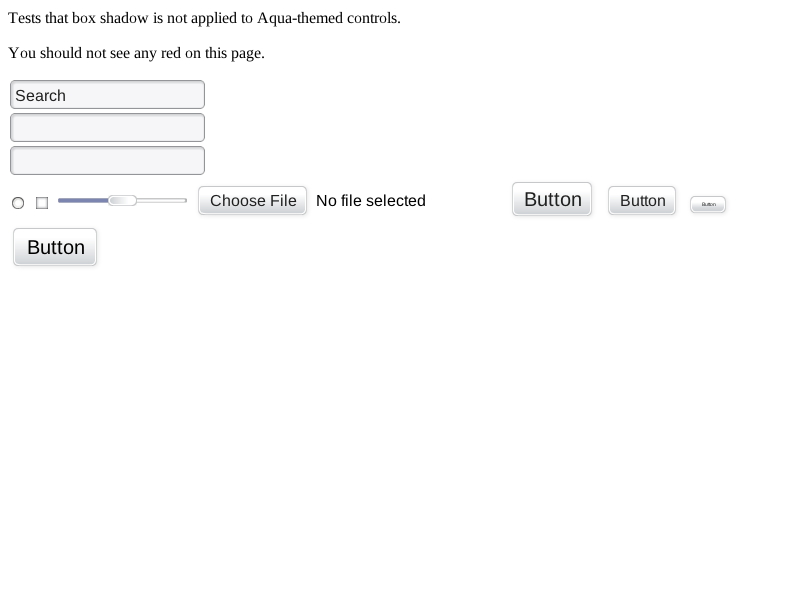 Tests that box shadow is not applied to Aqua-themed controls.
You should not see any red on this page.
Search
Choose File No file selected Button Button Button
Button